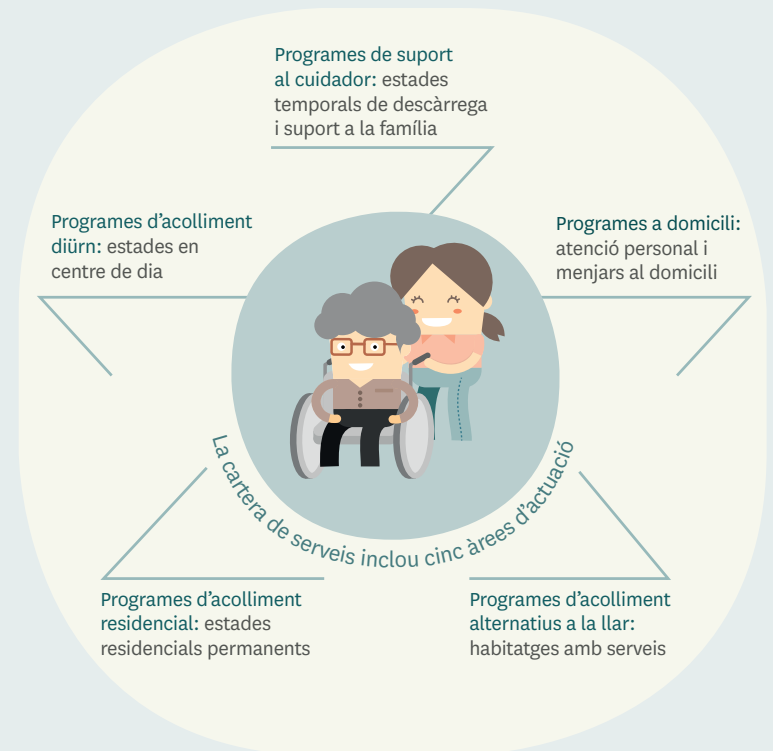 Programes de suport
al cuidador: estades
temporals de descàrrega
i suport a la família
Programes d’acolliment
diürn: estades en
centre de dia
Programes a domicili:
atenció personal i
menjars al domicili
La cartera de serveis inclou cinc àrees d’actuació
Programes d’acolliment
residencial: estades
residencials permanents
Programes d’acolliment
alternatius a la llar:
habitatges amb serveis